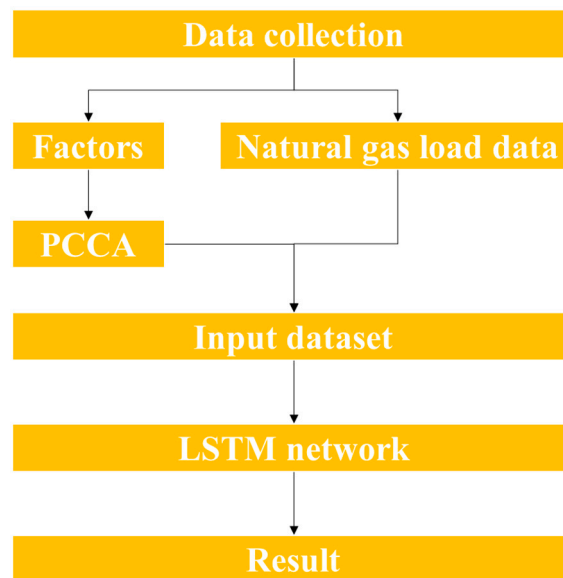 Data collection
Factors
Natural gas load data
PCCA
Input dataset
LSTM network
Result